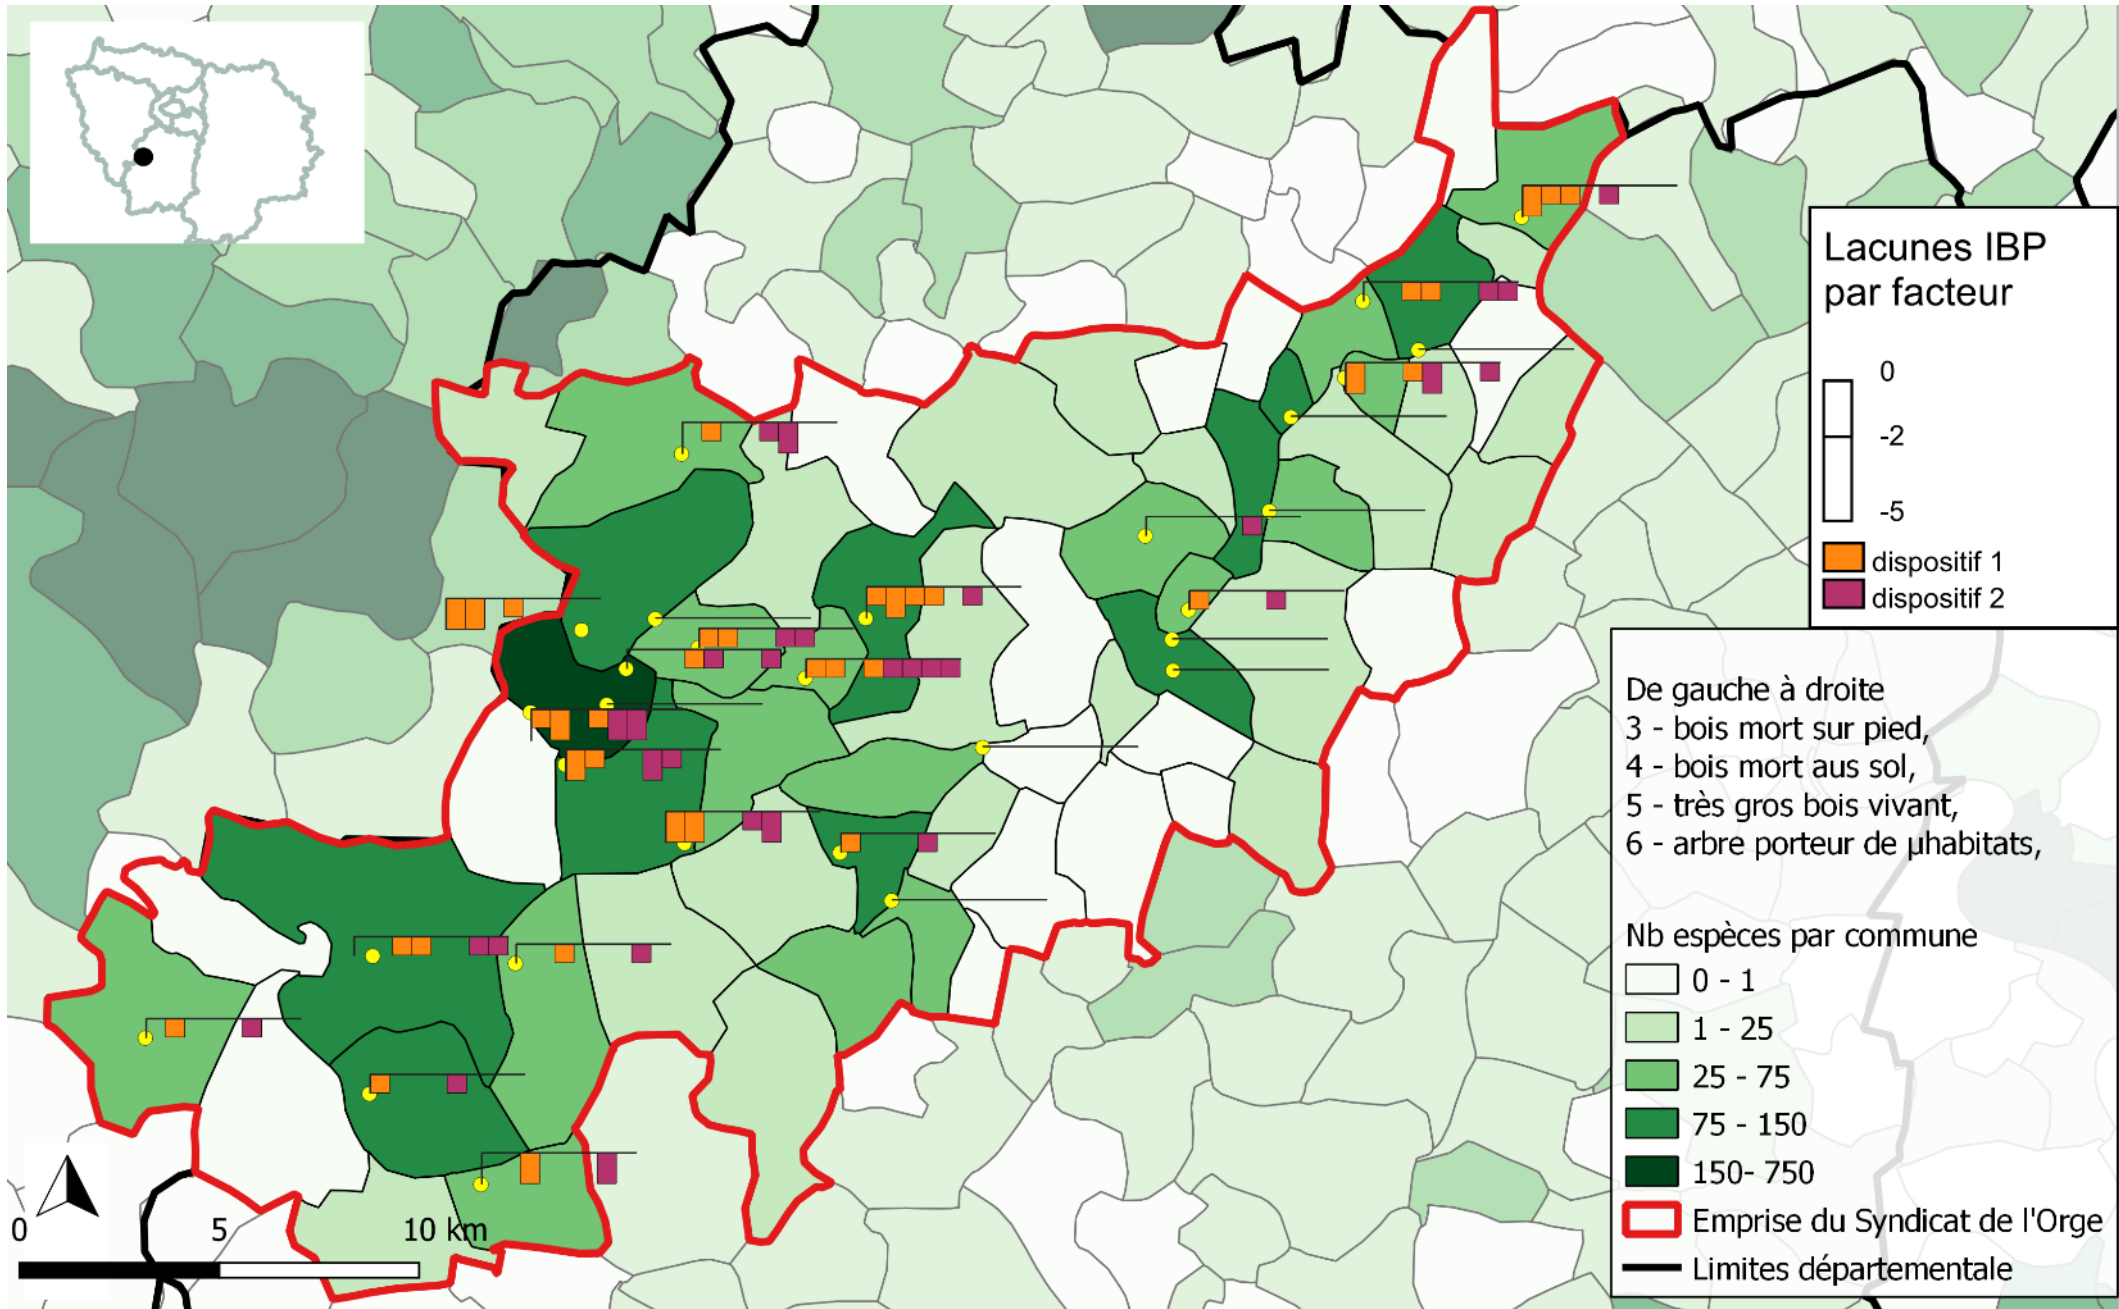 Lacunes IBP
par facteur
0
-2
-5
dispositif 1
dispositif 2
De gauche à droite
3 - bois mort sur pied,
4 - bois mort aus sol,
5 - très gros bois vivant,
6 - arbre porteur de µhabitats,
Nb espèces par commune
0 - 1
1 - 25
25 - 75
75 - 150
150- 750
Emprise du Syndicat de l'Orge
Limites départementale
0 5 10 km